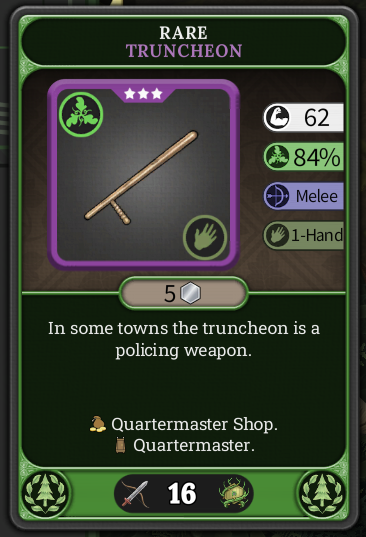 RARE
TRUNCHEON
62
84%
Melee
1-Hand
5
In some towns the truncheon is a
policing weapon.
Quartermaster Shop.
Quartermaster.
16